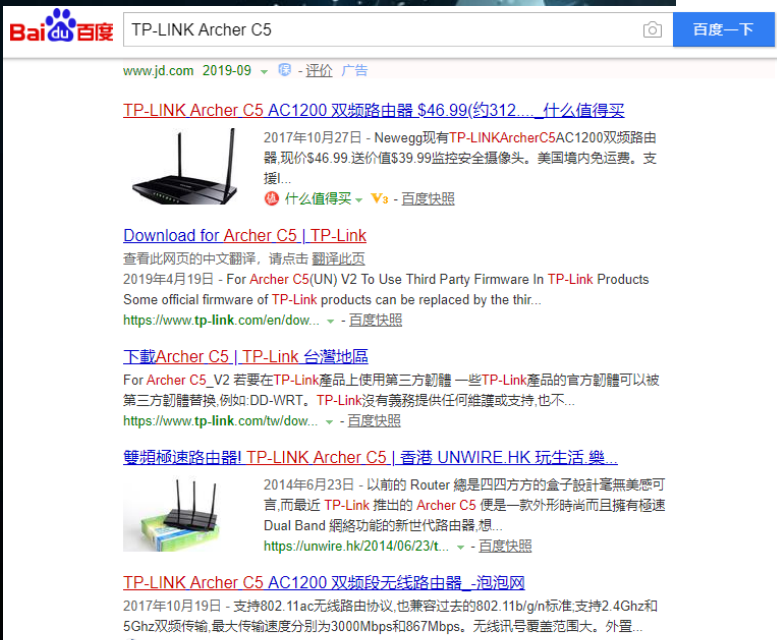 Bai du 百度
TP-LINK Archer C5
百度一下
www.jd.com 2019-09 保 - 评价 广告
TP-LINK Archer C5 AC1200 双频路由器 $46.99(约312...._什么值得买
2017年10月27日 - Newegg现有TP-LINKArcherC5AC1200双频路由
器,现价$46.99.送价值$39.99监控安全摄像头。美国境内免运费。支
援I...
值 什么值得买 V3 - 百度快照
Download for Archer C5 | TP-Link
查看此网页的中文翻译，请点击 翻译此页
2019年4月19日 - For Archer C5(UN) V2 To Use Third Party Firmware In TP-Link Products
Some official firmware of TP-Link products can be replaced by the thir...
https://www.tp-link.com/en/dow... - 百度快照
下載Archer C5 | TP-Link 台灣地區
For Archer C5_V2 若要在TP-Link產品上使用第三方韌體 一些TP-Link產品的官方韌體可以被
第三方韌體替換,例如:DD-WRT。TP-Link沒有義務提供任何維護或支持,也不...
https://www.tp-link.com/tw/dow... - 百度快照
雙頻極速路由器! TP-LINK Archer C5 | 香港 UNWIRE.HK 玩生活.樂...
2014年6月23日 - 以前的 Router 總是四四方方的盒子設計毫無美感可
言,而最近 TP-Link 推出的 Archer C5 便是一款外形時尚而且擁有極速
Dual Band 網絡功能的新世代路由器,想...
https://unwire.hk/2014/06/23/t... - 百度快照
TP-LINK Archer C5 AC1200 双频段无线路由器_-泡泡网
2017年10月19日 - 支持802.11ac无线路由协议,也兼容过去的802.11b/g/n标准;支持2.4Ghz和
5Ghz双频传输,最大传输速度分别为3000Mbps和867Mbps。无线讯号覆盖范围大。外置...